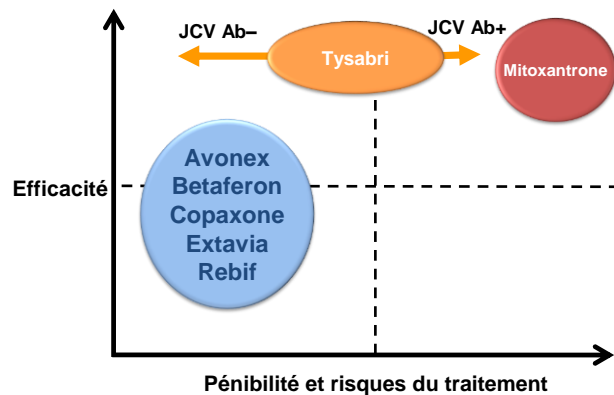 JCV Ab–
JCV Ab+
Tysabri
Mitoxantrone
Avonex
Betaferon
Copaxone
Extavia
Rebif
Efficacité
Pénibilité et risques du traitement